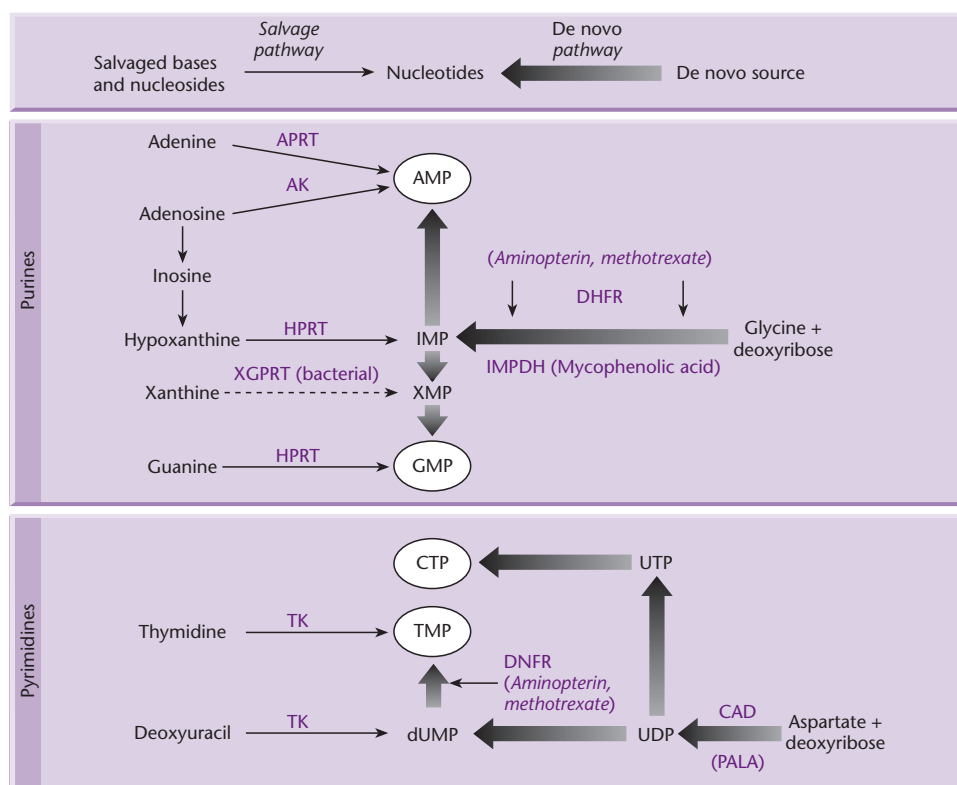 Salvage
pathway
De novo
pathway
Salvaged bases
and nucleosides
Nucleotides
De novo source
Purines
Adenine
APRT
AMP
AK
Adenosine
(Aminopterin, methotrexate)
Inosine
DHFR
Hypoxanthine
HPRT
IMP
Glycine +
deoxyribose
IMPDH (Mycophenolic acid)
XGPRT (bacterial)
Xanthine
XMP
Guanine
HPRT
GMP
Pyrimidines
CTP
UTP
Thymidine
TK
TMP
DNFR
(Aminopterin,
methotrexate)
Deoxyuracil
TK
dUMP
UDP
CAD
(PALA)
Aspartate +
deoxyribose